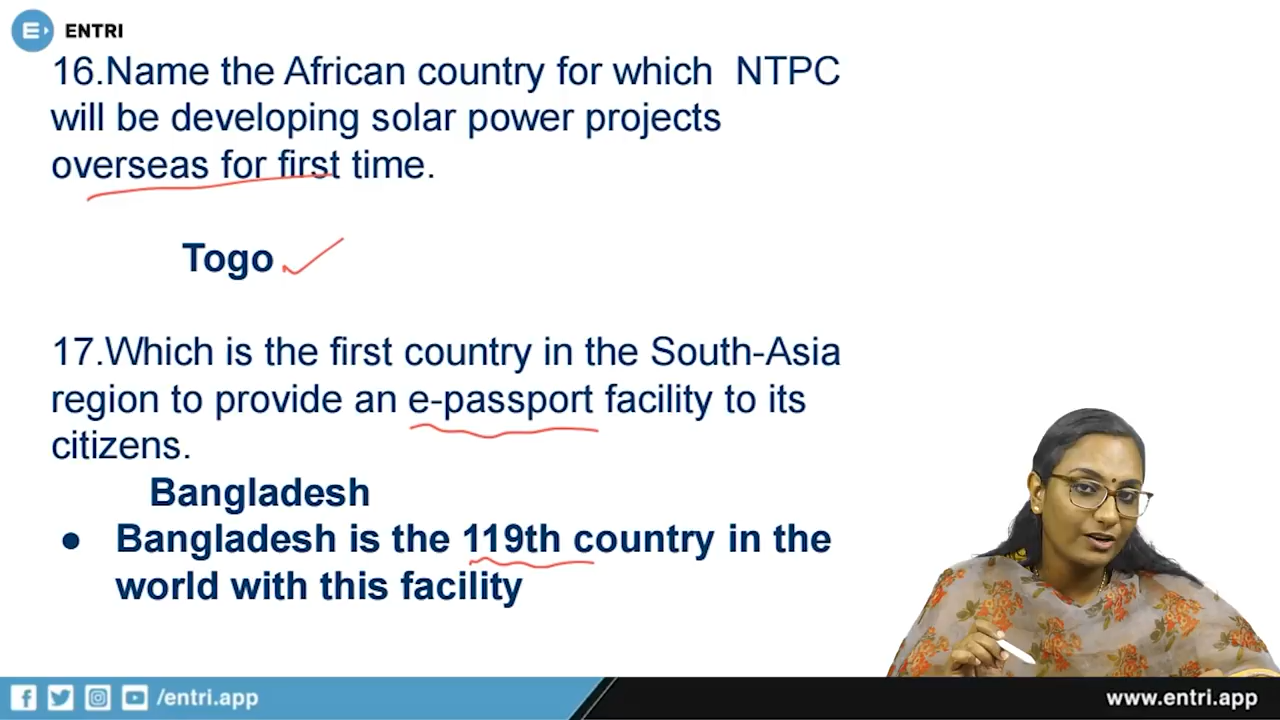 ENTRI
16.Name the African country for which NTPC
will be developing solar power projects
overseas for first time.
Togo
17.Which is the first country in the South-Asia
region to provide an e-passport facility to its
citizens.
Bangladesh
● Bangladesh is the 119th country in the
world with this facility
/entri.app
www.entri.app